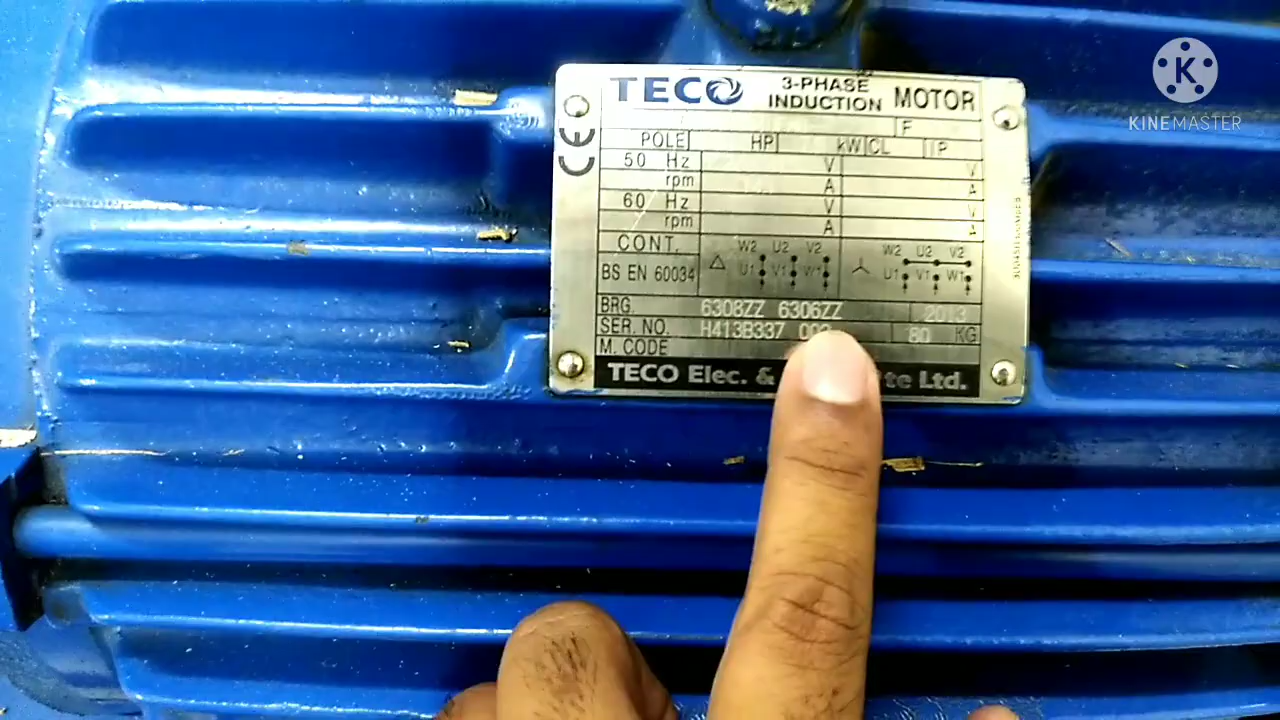 TECO 3-PHASE INDUCTION MOTOR
F
POLE HP kW CL IP
50 Hz V V
rpm A A
60 Hz V V
rpm A A
CONT. W2 U2 V2 W2 U2 V2
BS EN 60034 △ U1 V1 W1 U1 V1 W1
BRG. 6308ZZ 6306ZZ 2013
SER. NO. H413B337 80 KG
M. CODE
TECO Elec. & Ltd.
CE
K
KINEMASTER